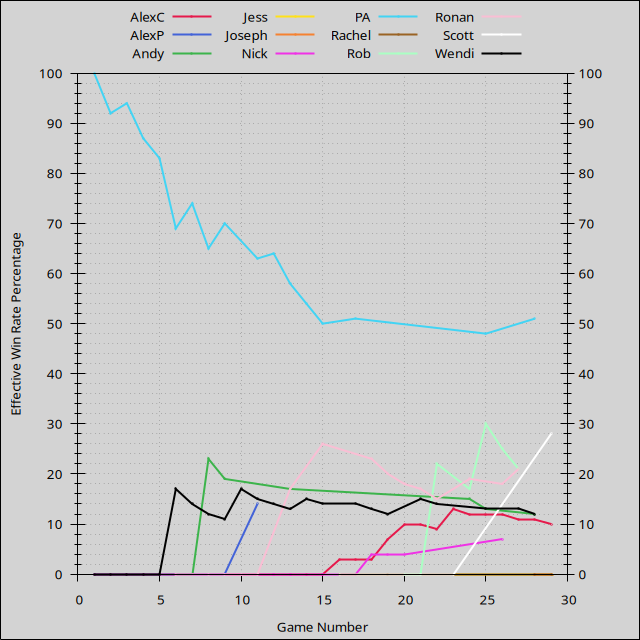 AlexC Jess PA Ronan
AlexP Joseph Rachel Scott
Andy Nick Rob Wendi
100 100
90 90
80 80
70 70
60 60
50 50
40 40
30 30
20 20
10 10
0 0
0 5 10 15 20 25 30
Effective Win Rate Percentage
Game Number